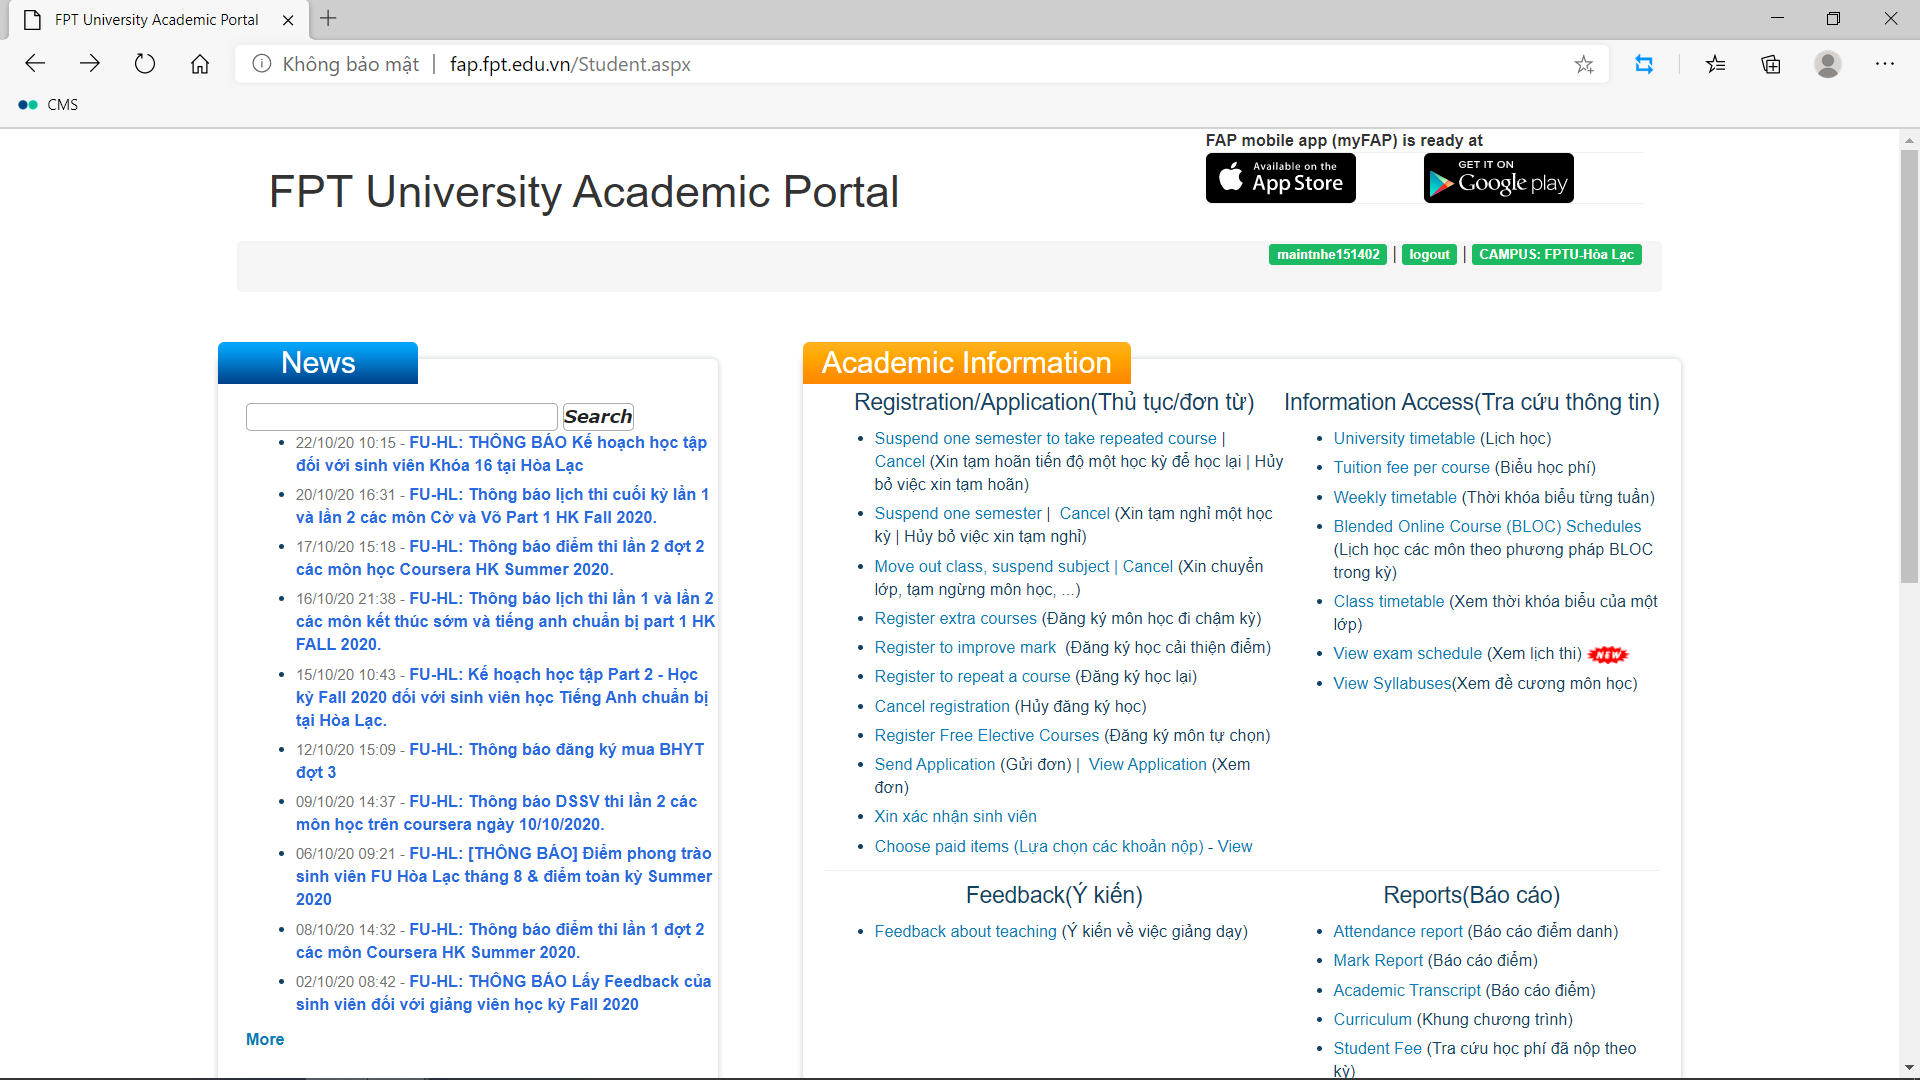 FPT University Academic Portal
Không bảo mật | fap.fpt.edu.vn/Student.aspx
CMS
FAP mobile app (myFAP) is ready at
Available on the
App Store
GET IT ON
Google play
FPT University Academic Portal
maintnhe151402 | logout | CAMPUS: FPTU-Hòa Lạc
News
Search
22/10/20 10:15 - FU-HL: THÔNG BÁO Kế hoạch học tập
đối với sinh viên Khóa 16 tại Hòa Lạc
20/10/20 16:31 - FU-HL: Thông báo lịch thi cuối kỳ lần 1
và lần 2 các môn Cờ và Võ Part 1 HK Fall 2020.
17/10/20 15:18 - FU-HL: Thông báo điểm thi lần 2 đợt 2
các môn học Coursera HK Summer 2020.
16/10/20 21:38 - FU-HL: Thông báo lịch thi lần 1 và lần 2
các môn kết thúc sớm và tiếng anh chuẩn bị part 1 HK
FALL 2020.
15/10/20 10:43 - FU-HL: Kế hoạch học tập Part 2 - Học
kỳ Fall 2020 đối với sinh viên học Tiếng Anh chuẩn bị
tại Hòa Lạc.
12/10/20 15:09 - FU-HL: Thông báo đăng ký mua BHYT
đợt 3
09/10/20 14:37 - FU-HL: Thông báo DSSV thi lần 2 các
môn học trên coursera ngày 10/10/2020.
06/10/20 09:21 - FU-HL: [THÔNG BÁO] Điểm phong trào
sinh viên FU Hòa Lạc tháng 8 & điểm toàn kỳ Summer
2020
08/10/20 14:32 - FU-HL: Thông báo điểm thi lần 1 đợt 2
các môn Coursera HK Summer 2020.
02/10/20 08:42 - FU-HL: THÔNG BÁO Lấy Feedback của
sinh viên đối với giảng viên học kỳ Fall 2020
More
Academic Information
Registration/Application(Thủ tục/đơn từ)
Suspend one semester to take repeated course |
Cancel (Xin tạm hoãn tiến độ một học kỳ để học lại | Hủy
bỏ việc xin tạm hoãn)
Suspend one semester | Cancel (Xin tạm nghỉ một học
kỳ | Hủy bỏ việc xin tạm nghỉ)
Move out class, suspend subject | Cancel (Xin chuyển
lớp, tạm ngừng môn học, ...)
Register extra courses (Đăng ký môn học đi chậm kỳ)
Register to improve mark (Đăng ký học cải thiện điểm)
Register to repeat a course (Đăng ký học lại)
Cancel registration (Hủy đăng ký học)
Register Free Elective Courses (Đăng ký môn tự chọn)
Send Application (Gửi đơn) | View Application (Xem
đơn)
Xin xác nhận sinh viên
Choose paid items (Lựa chọn các khoản nộp) - View
Information Access(Tra cứu thông tin)
University timetable (Lịch học)
Tuition fee per course (Biểu học phí)
Weekly timetable (Thời khóa biểu từng tuần)
Blended Online Course (BLOC) Schedules
(Lịch học các môn theo phương pháp BLOC
trong kỳ)
Class timetable (Xem thời khóa biểu của một
lớp)
View exam schedule (Xem lịch thi) NEW
View Syllabuses(Xem đề cương môn học)
Feedback(Ý kiến)
Feedback about teaching (Ý kiến về việc giảng dạy)
Reports(Báo cáo)
Attendance report (Báo cáo điểm danh)
Mark Report (Báo cáo điểm)
Academic Transcript (Báo cáo điểm)
Curriculum (Khung chương trình)
Student Fee (Tra cứu học phí đã nộp theo
kỳ)